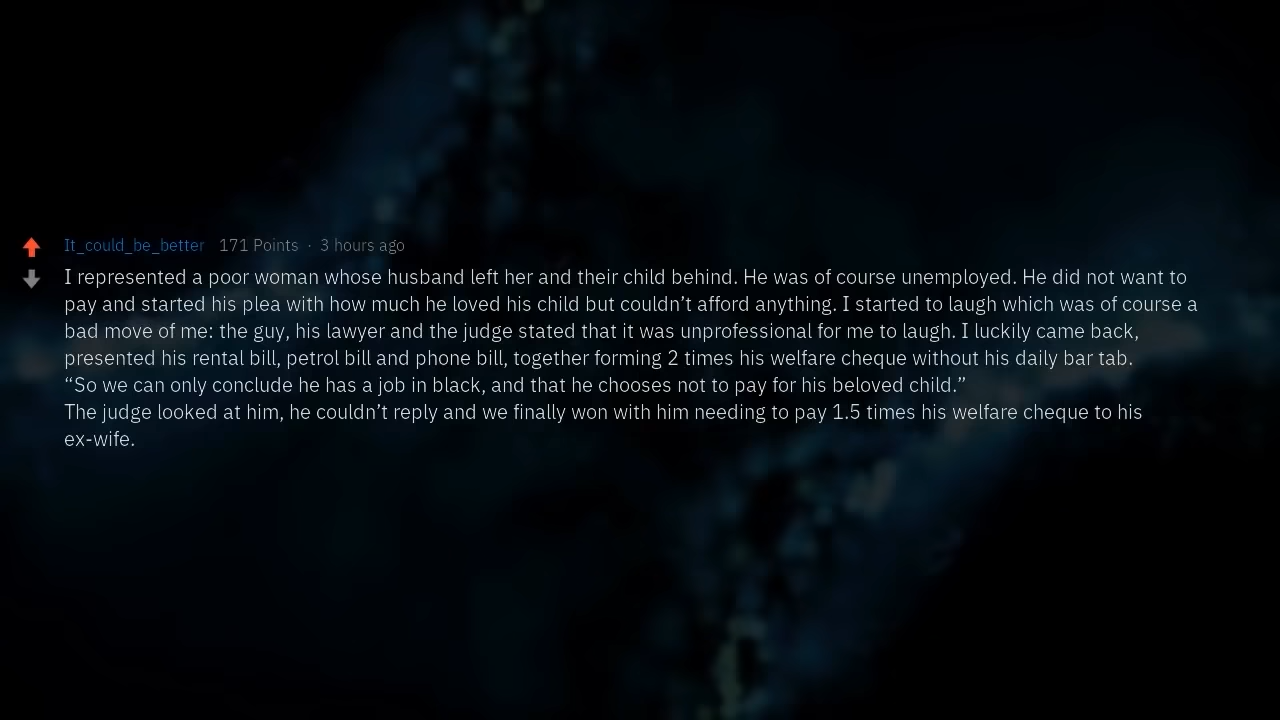 It_could_be_better 171 Points · 3 hours ago
I represented a poor woman whose husband left her and their child behind. He was of course unemployed. He did not want to
pay and started his plea with how much he loved his child but couldn’t afford anything. I started to laugh which was of course a
bad move of me: the guy, his lawyer and the judge stated that it was unprofessional for me to laugh. I luckily came back,
presented his rental bill, petrol bill and phone bill, together forming 2 times his welfare cheque without his daily bar tab.
“So we can only conclude he has a job in black, and that he chooses not to pay for his beloved child.”
The judge looked at him, he couldn’t reply and we finally won with him needing to pay 1.5 times his welfare cheque to his
ex-wife.